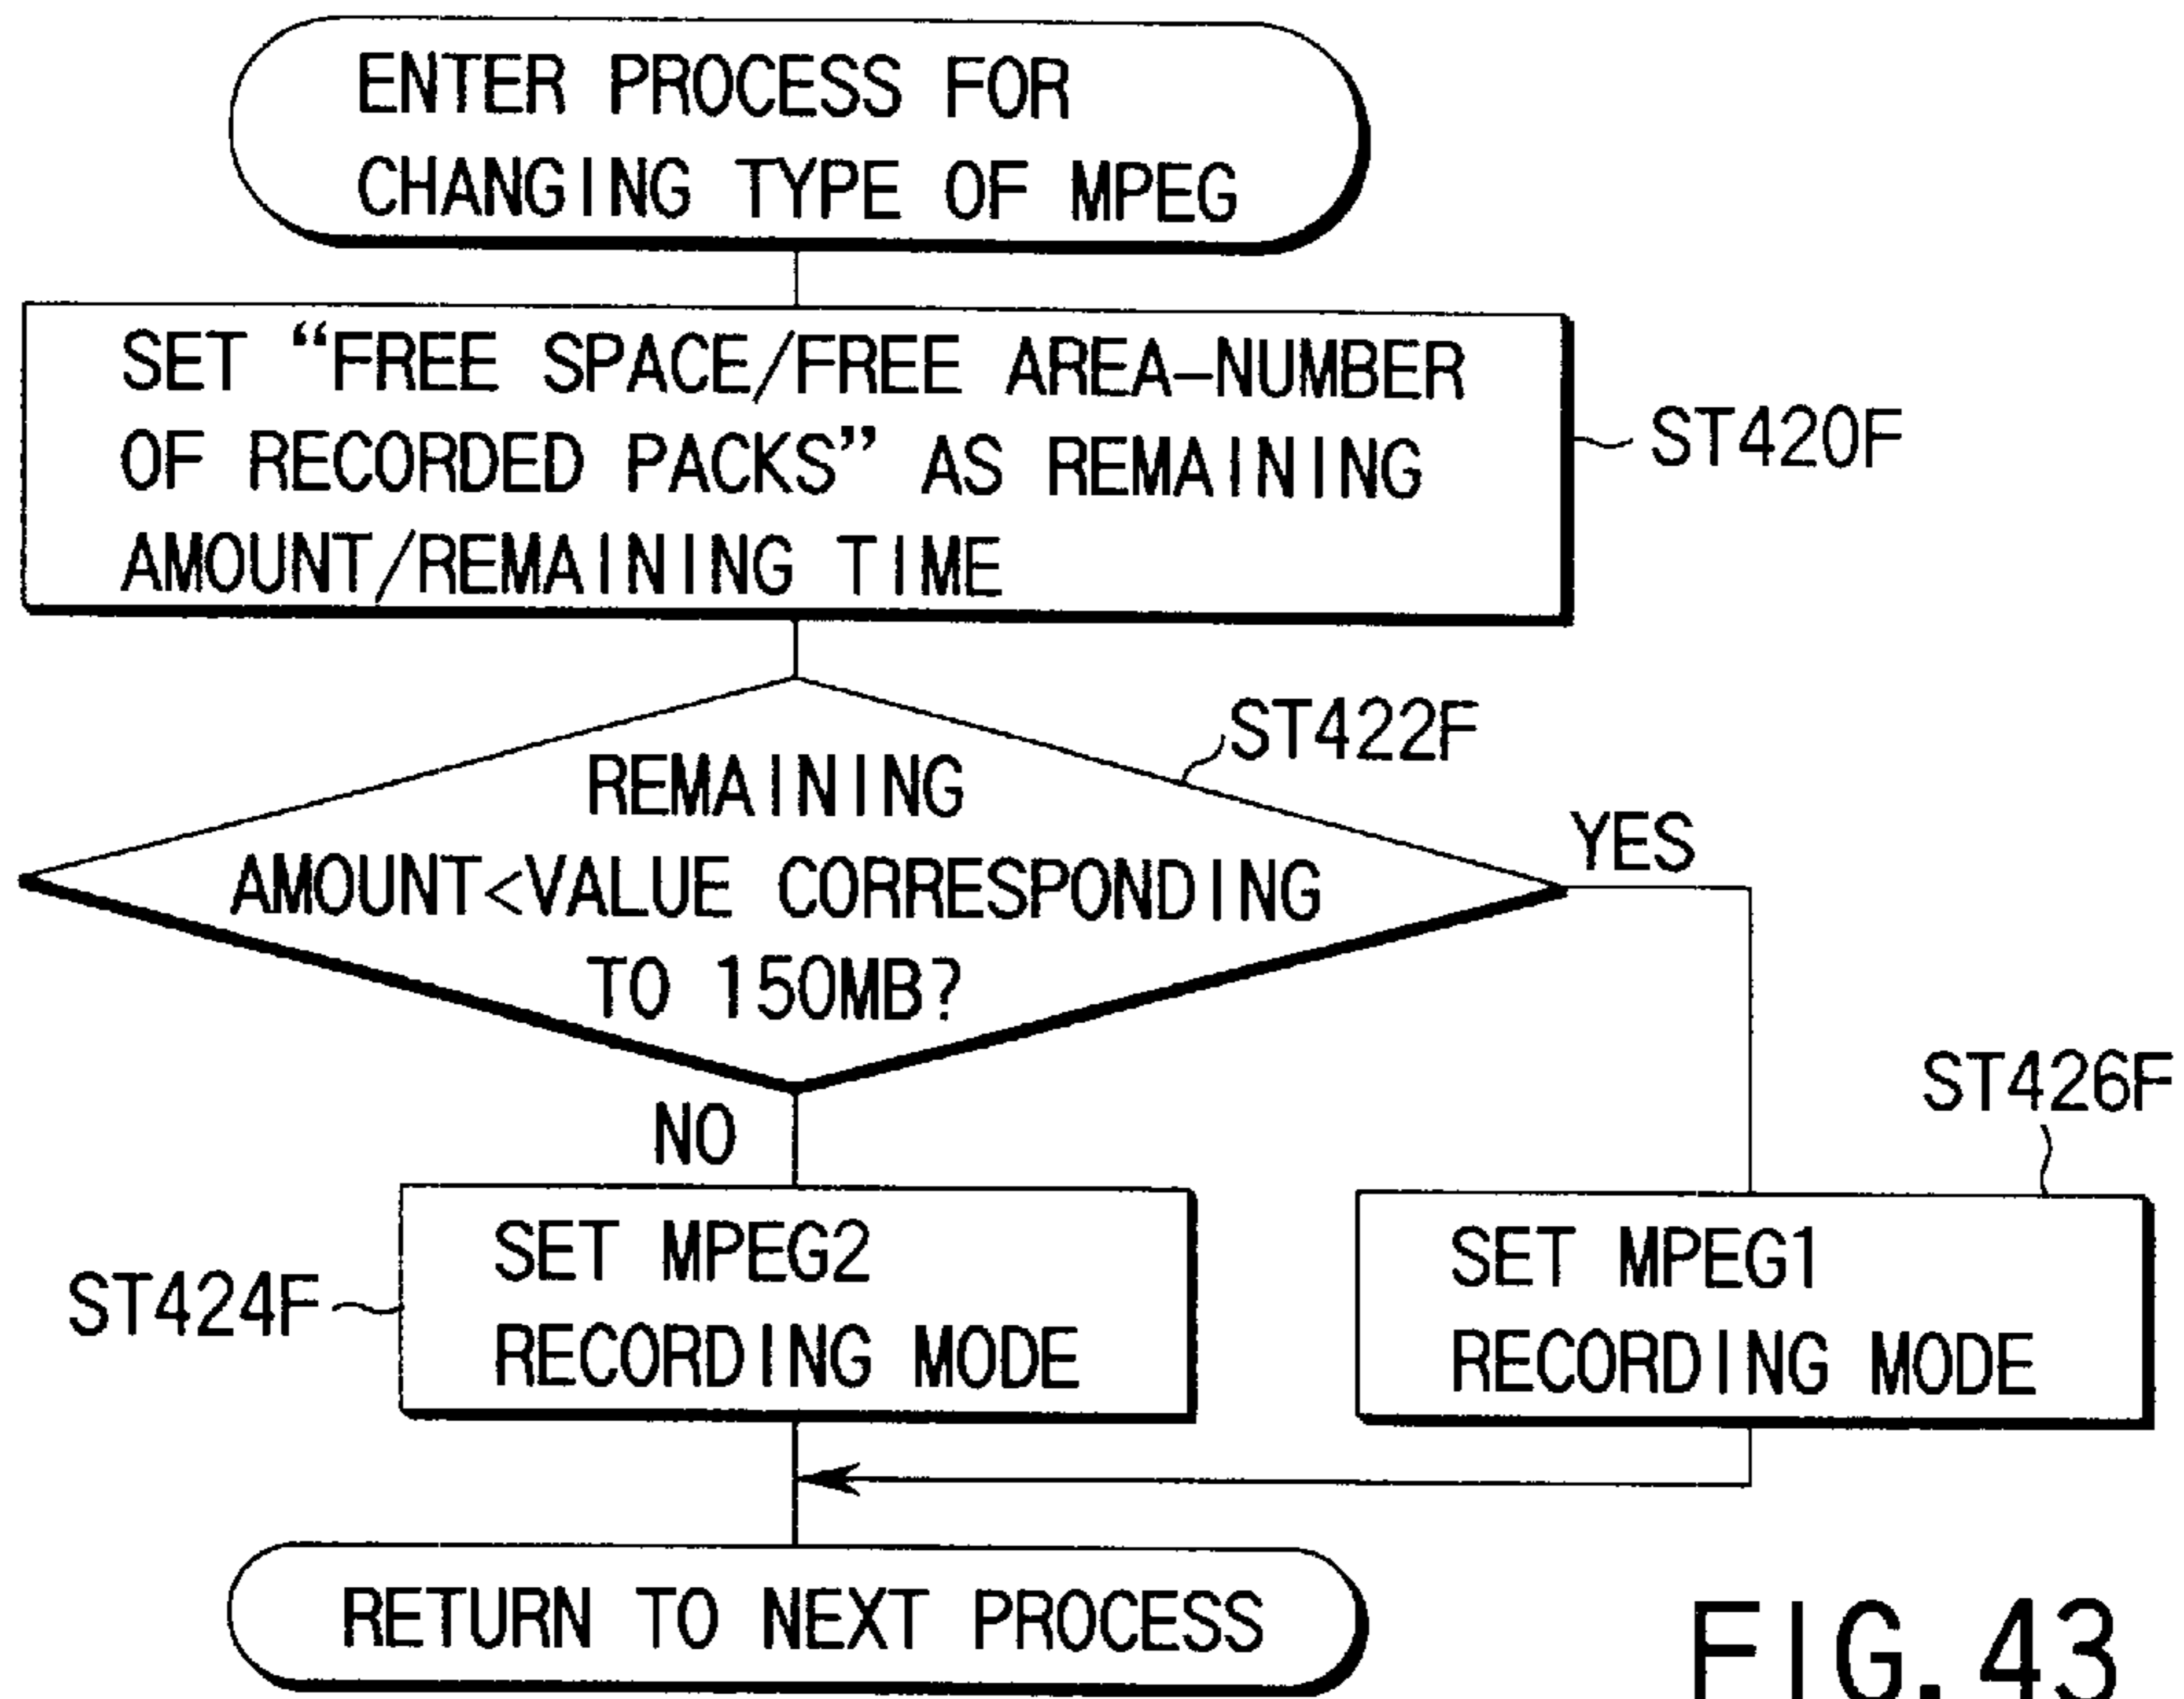 ENTER PROCESS FOR
CHANGING TYPE OF MPEG
SET “FREE SPACE/FREE AREA–NUMBER
OF RECORDED PACKS” AS REMAINING
AMOUNT/REMAINING TIME
ST420F
ST422F
REMAINING
AMOUNT<VALUE CORRESPONDING
TO 150MB?
YES
NO
ST426F
SET MPEG2
RECORDING MODE
ST424F
SET MPEG1
RECORDING MODE
RETURN TO NEXT PROCESS
FIG. 43